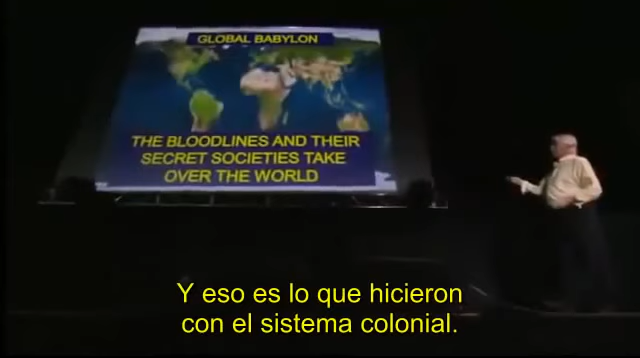 GLOBAL BABYLON
THE BLOODLINES AND THEIR
SECRET SOCIETIES TAKE
OVER THE WORLD
Y eso es lo que hicieron
con el sistema colonial.